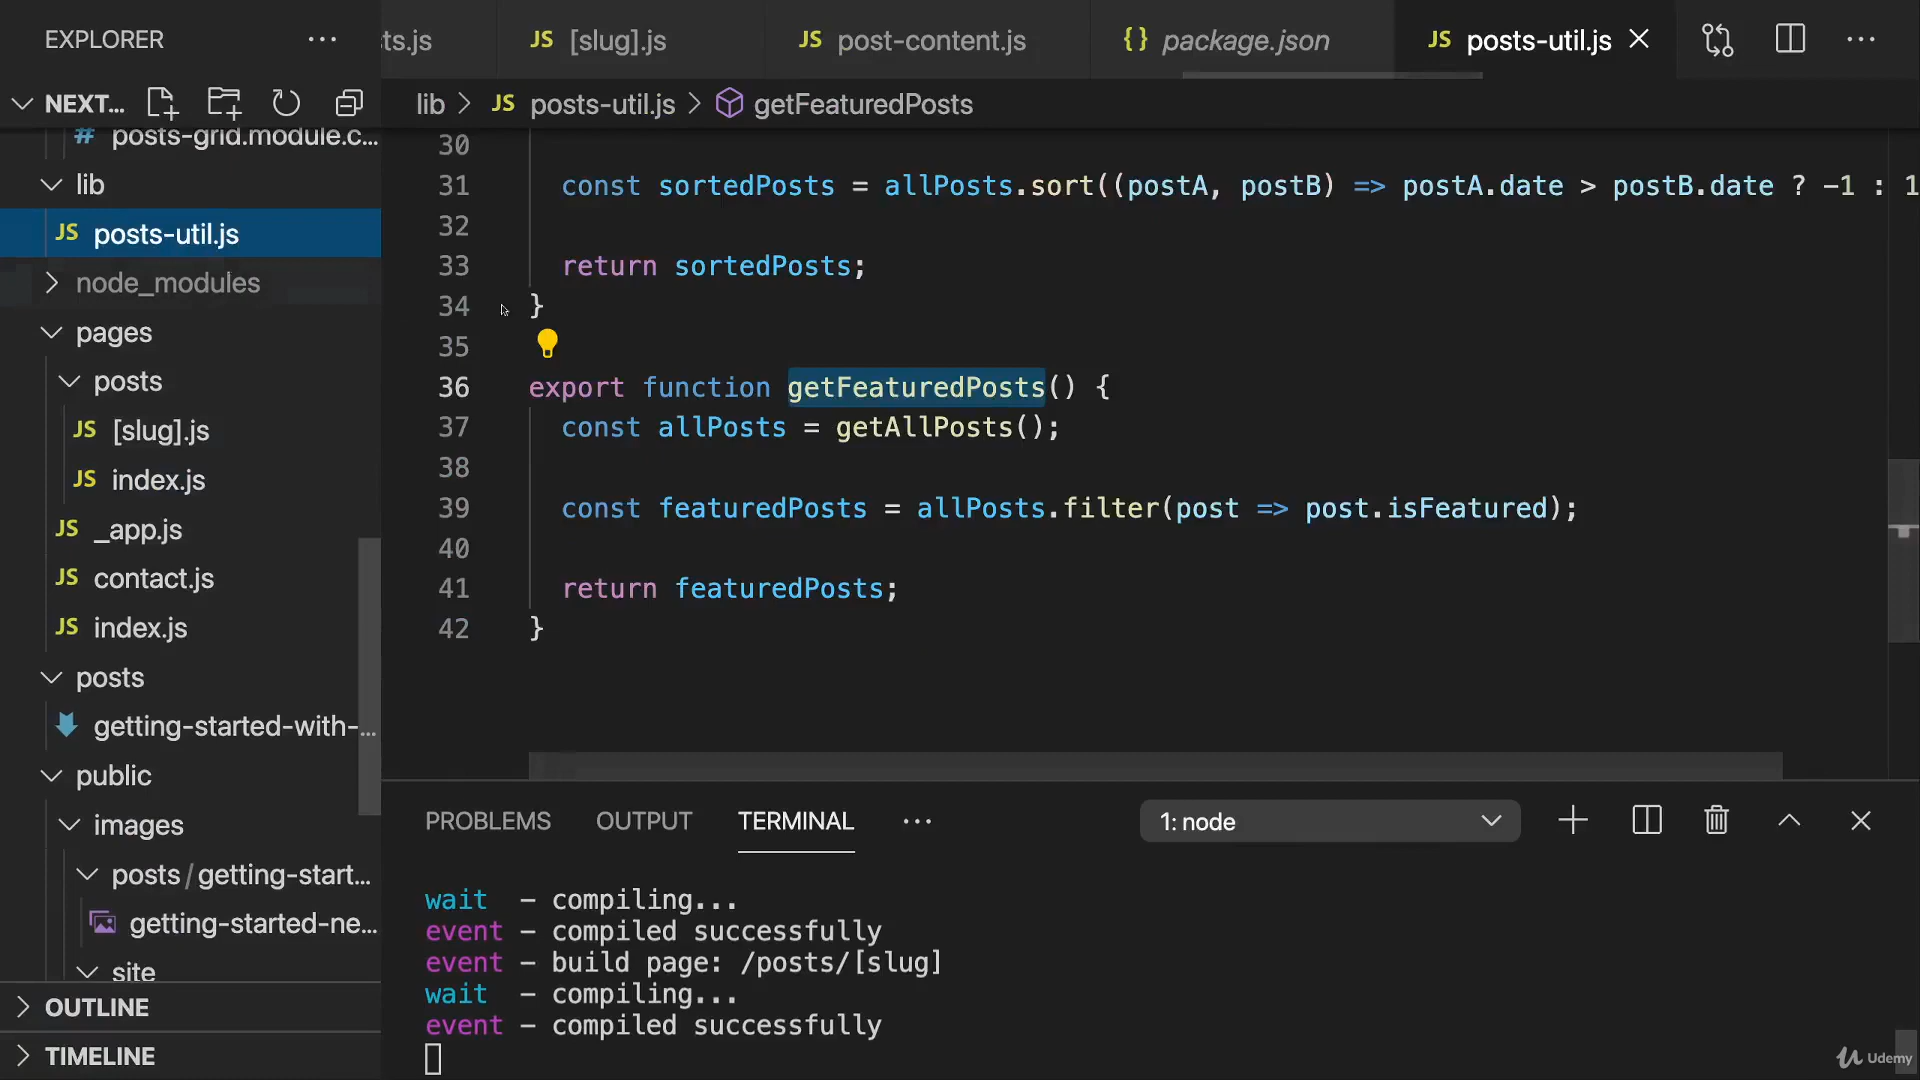 EXPLORER ···
NEXT...
# posts-grid.module.c...
lib
JS posts-util.js
node_modules
pages
posts
JS [slug].js
JS index.js
JS _app.js
JS contact.js
JS index.js
posts
getting-started-with-...
public
images
posts/getting-start...
getting-started-ne...
site
OUTLINE
TIMELINE
ts.js JS [slug].js JS post-content.js {} package.json JS posts-util.js
lib > JS posts-util.js > getFeaturedPosts
30
31 const sortedPosts = allPosts.sort((postA, postB) => postA.date > postB.date ? -1 : 1
32
33 return sortedPosts;
34 }
35
36 export function getFeaturedPosts() {
37 const allPosts = getAllPosts();
38
39 const featuredPosts = allPosts.filter(post => post.isFeatured);
40
41 return featuredPosts;
42 }
PROBLEMS OUTPUT TERMINAL ··· 1: node
wait - compiling...
event - compiled successfully
event - build page: /posts/[slug]
wait - compiling...
event - compiled successfully
Udemy